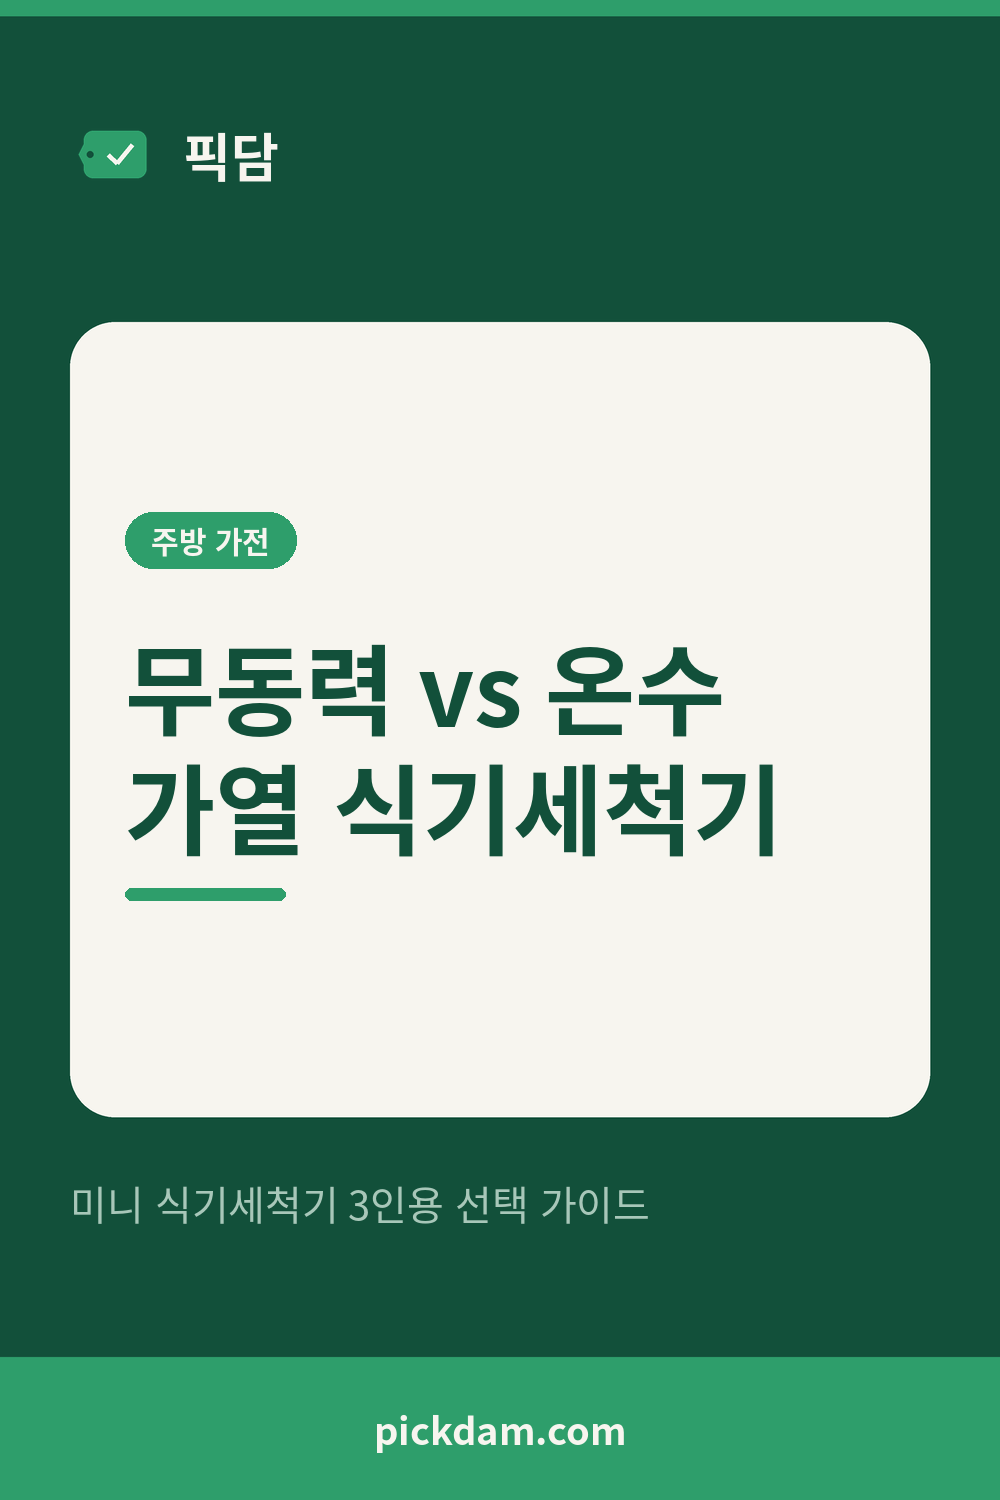 픽담
주방 가전
무동력 vs 온수
가열 식기세척기
미니 식기세척기 3인용 선택 가이드
pickdam.com